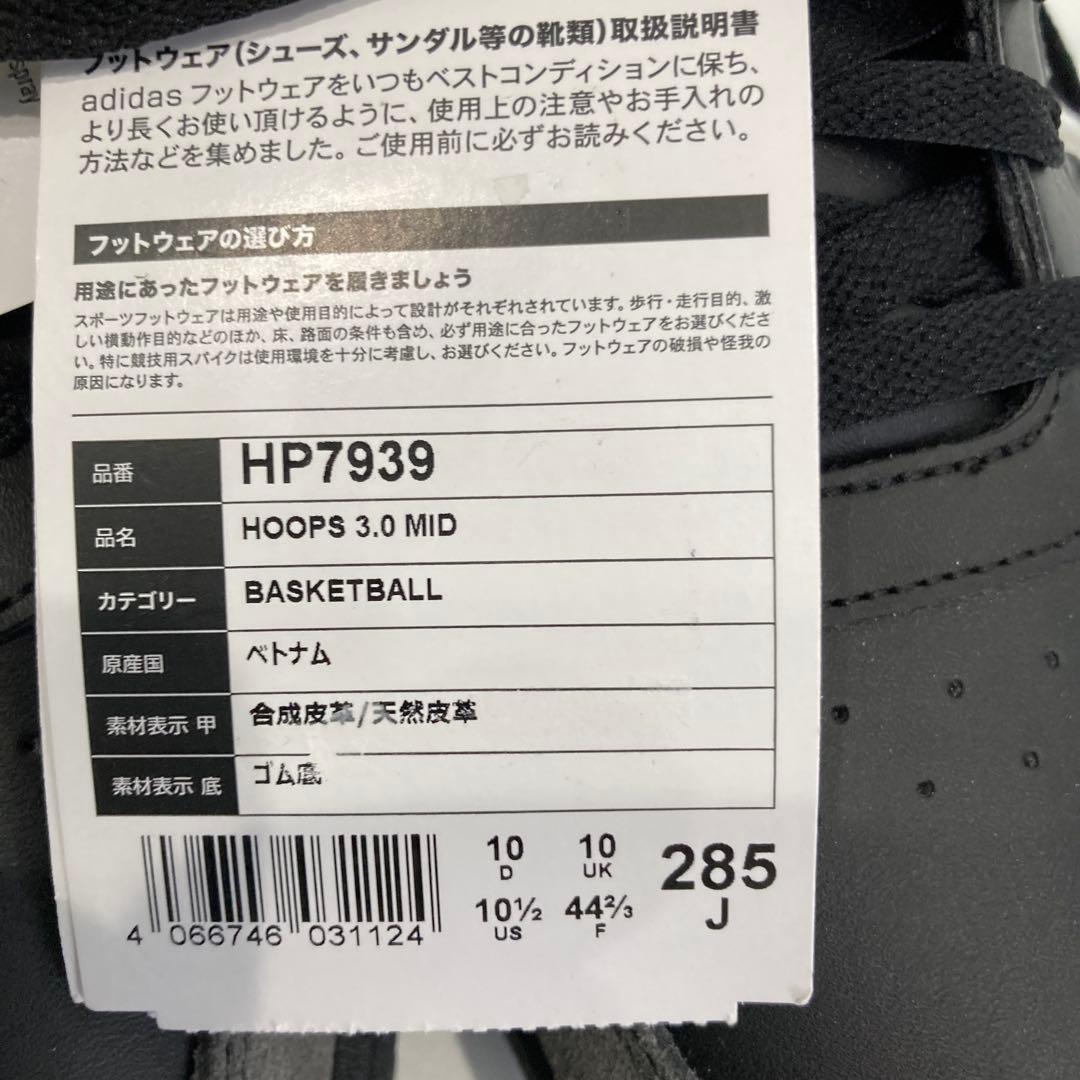 フットウェア(シューズ、サンダル等の靴類)取扱説明書
adidas フットウェアをいつもベストコンディションに保ち、
より長くお使い頂けるように、使用上の注意やお手入れの
方法などを集めました。ご使用前に必ずお読みください。
フットウェアの選び方
用途にあったフットウェアを履きましょう
スポーツフットウェアは用途や使用目的によって設計がそれぞれされています。歩行・走行目的、激
しい横動作目的などのほか、床、路面の条件も含め、必ず用途に合ったフットウェアをお選びくださ
い。特に競技用スパイクは使用環境を十分に考慮し、お選びください。フットウェアの破損や怪我の
原因になります。
品番 HP7939
品名 HOOPS 3.0 MID
カテゴリー BASKETBALL
原産国 ベトナム
素材表示 甲 合成皮革/天然皮革
素材表示 底 ゴム底
10 D 10 UK 285 J
10½ US 44⅔ F
4 066746 031124